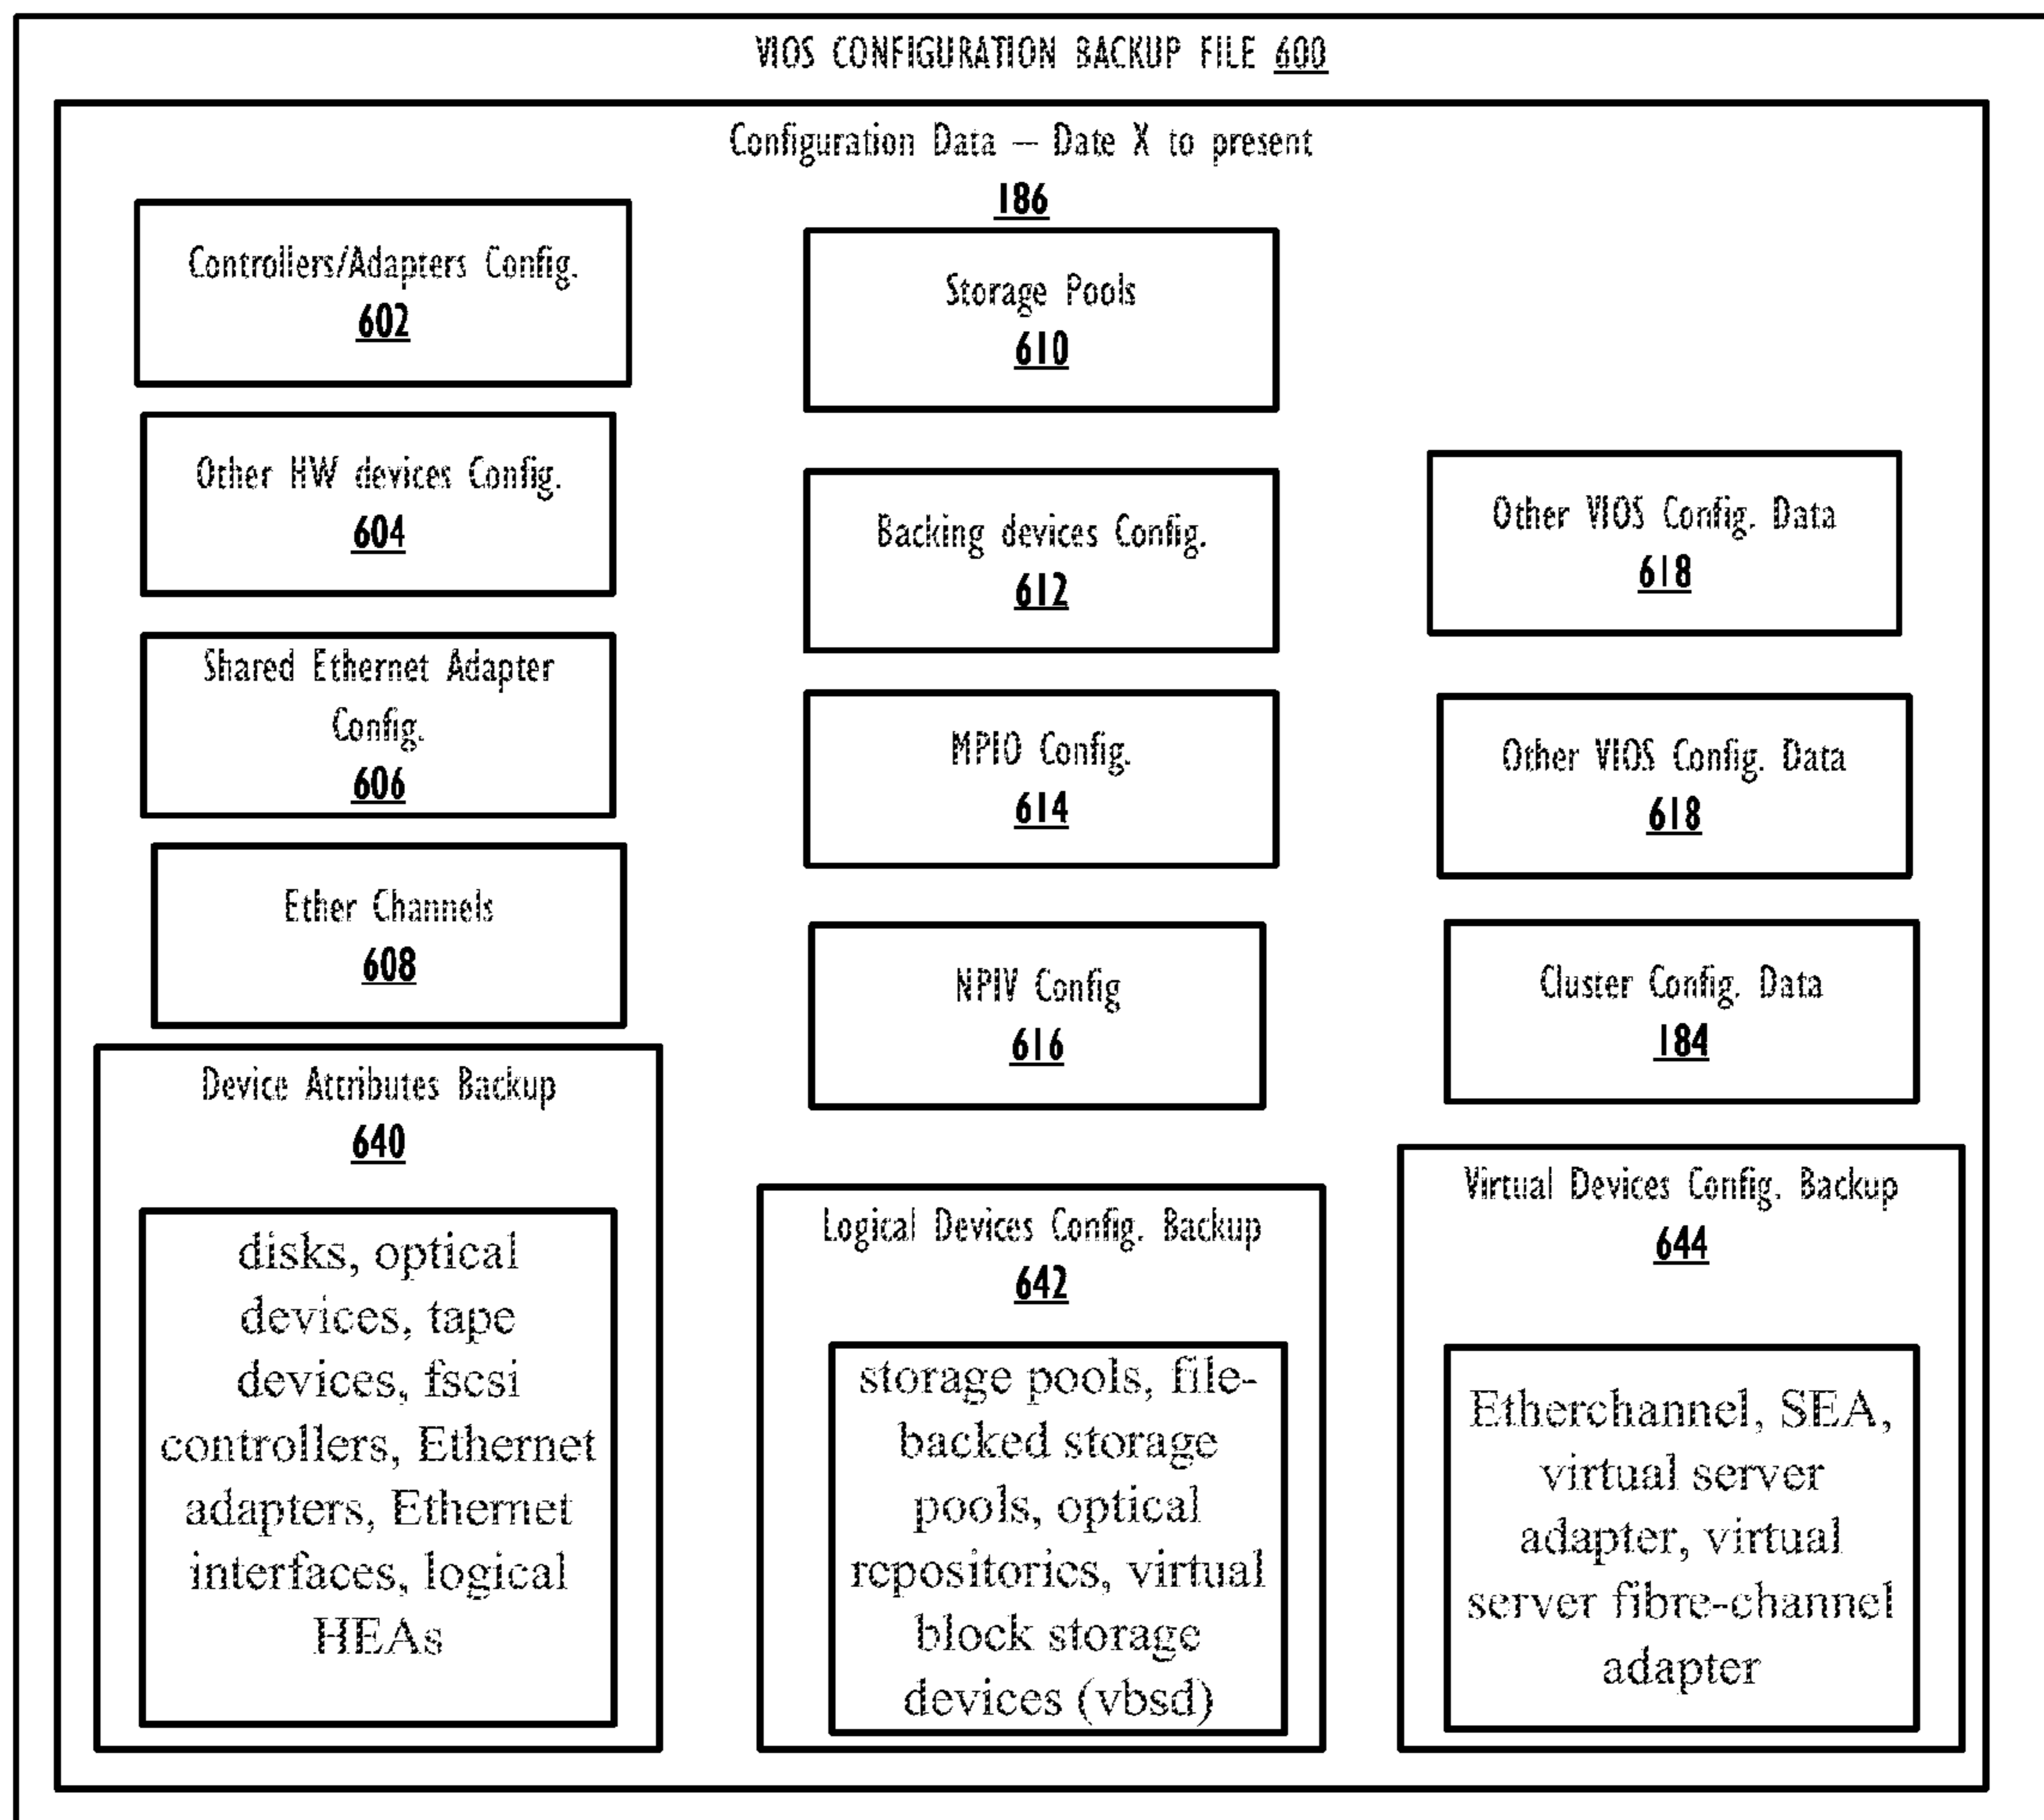 VIOS CONFIGURATION BACKUP FILE 600
Configuration Data – Date X to present
186
Controllers/Adapters Config.
602
Other HW devices Config.
604
Shared Ethernet Adapter
Config.
606
Ether Channels
608
Device Attributes Backup
640
disks, optical
devices, tape
devices, fscsi
controllers, Ethernet
adapters, Ethernet
interfaces, logical
HEAs
Storage Pools
610
Backing devices Config.
612
MPIO Config.
614
NPIV Config
616
Logical Devices Config. Backup
642
storage pools, file-
backed storage
pools, optical
repositories, virtual
block storage
devices (vbsd)
Other VIOS Config. Data
618
Other VIOS Config. Data
618
Cluster Config. Data
184
Virtual Devices Config. Backup
644
Etherchannel, SEA,
virtual server
adapter, virtual
server fibre-channel
adapter